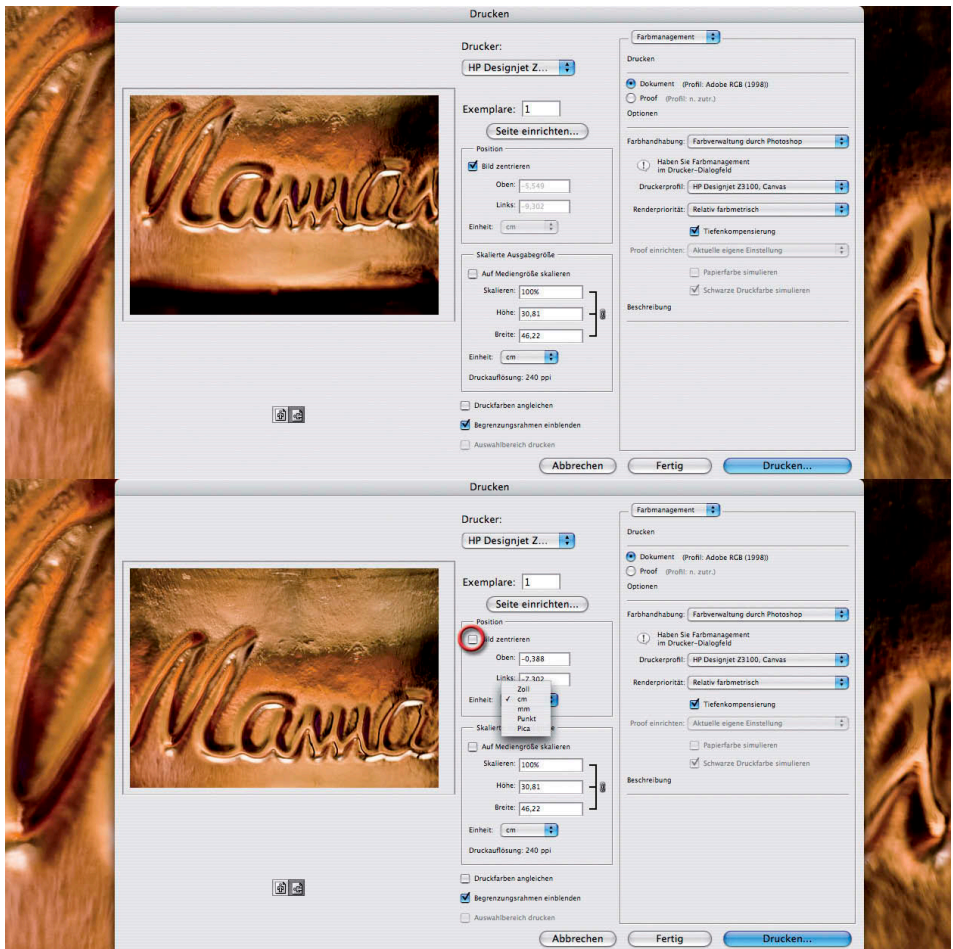 Drucken
Drucker:
HP Designjet Z...
Exemplare: 1
Seite einrichten...
Position
Bild zentrieren
Oben: -5,549
Links: -9,302
Einheit: cm
Skalierte Ausgabegröße
Auf Mediengröße skalieren
Skalieren: 100%
Höhe: 30,81
Breite: 46,22
Einheit: cm
Druckauflösung: 240 ppi
Druckfarben angleichen
Begrenzungsrahmen einblenden
Auswahlbereich drucken
Farbmanagement
Drucken
Dokument (Profil: Adobe RGB (1998))
Proof (Profil: n. zutr.)
Optionen
Farbhandhabung: Farbverwaltung durch Photoshop
Haben Sie Farbmanagement
im Drucker-Dialogfeld
Druckerprofil: HP Designjet Z3100, Canvas
Renderpriorität: Relativ farbmetrisch
Tiefenkompensierung
Proof einrichten: Aktuelle eigene Einstellung
Papierfarbe simulieren
Schwarze Druckfarbe simulieren
Beschreibung
Abbrechen Fertig Drucken...
Drucken
Drucker:
HP Designjet Z...
Exemplare: 1
Seite einrichten...
Position
Bild zentrieren
Oben: -0,388
Links: -7,302
Einheit:
Zoll
✓ cm
mm
Punkt
Pica
Auf Mediengröße skalieren
Skalieren: 100%
Höhe: 30,81
Breite: 46,22
Einheit: cm
Druckauflösung: 240 ppi
Druckfarben angleichen
Begrenzungsrahmen einblenden
Auswahlbereich drucken
Farbmanagement
Drucken
Dokument (Profil: Adobe RGB (1998))
Proof (Profil: n. zutr.)
Optionen
Farbhandhabung: Farbverwaltung durch Photoshop
Haben Sie Farbmanagement
im Drucker-Dialogfeld
Druckerprofil: HP Designjet Z3100, Canvas
Renderpriorität: Relativ farbmetrisch
Tiefenkompensierung
Proof einrichten: Aktuelle eigene Einstellung
Papierfarbe simulieren
Schwarze Druckfarbe simulieren
Beschreibung
Abbrechen Fertig Drucken...